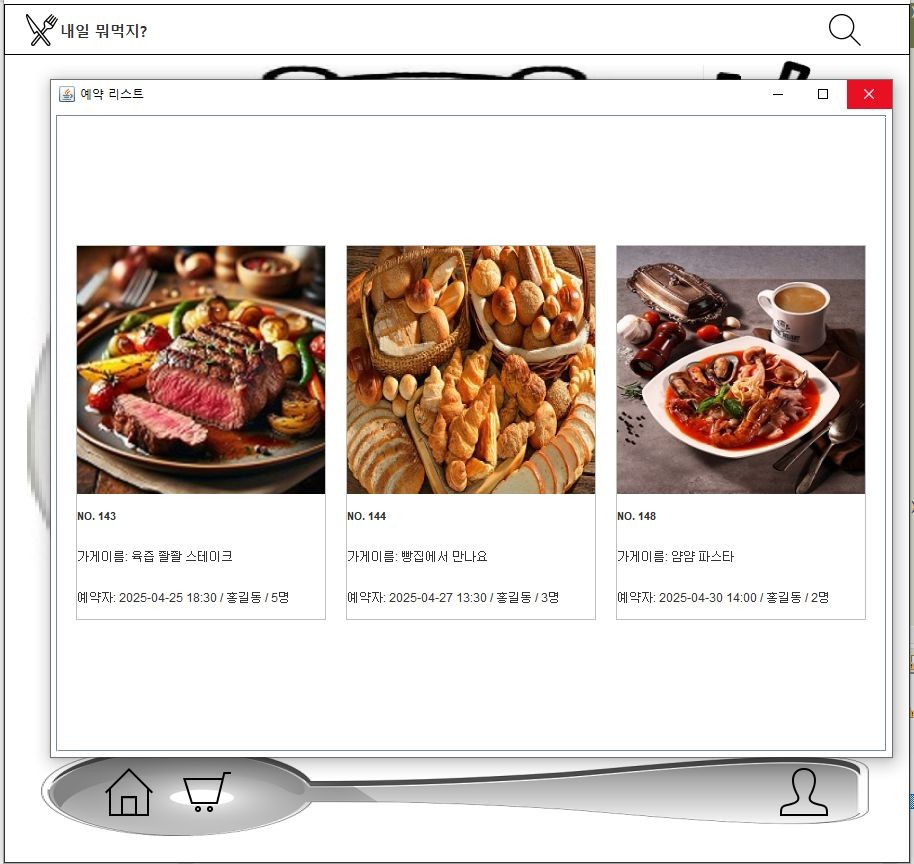 내일 뭐먹지?
예약 리스트
NO. 143
가게이름: 육즙 팔팔 스테이크
예약자: 2025-04-25 18:30 / 홍길동 / 5명
NO. 144
가게이름: 빵집에서 만나요
예약자: 2025-04-27 13:30 / 홍길동 / 3명
NO. 148
가게이름: 얌얌 파스타
예약자: 2025-04-30 14:00 / 홍길동 / 2명